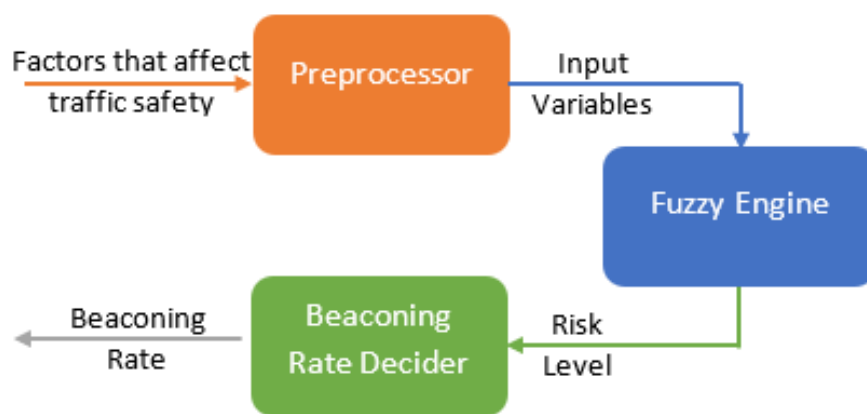 Factors that affect
traffic safety
Preprocessor
Input
Variables
Fuzzy Engine
Risk
Level
Beaconing
Rate Decider
Beaconing
Rate